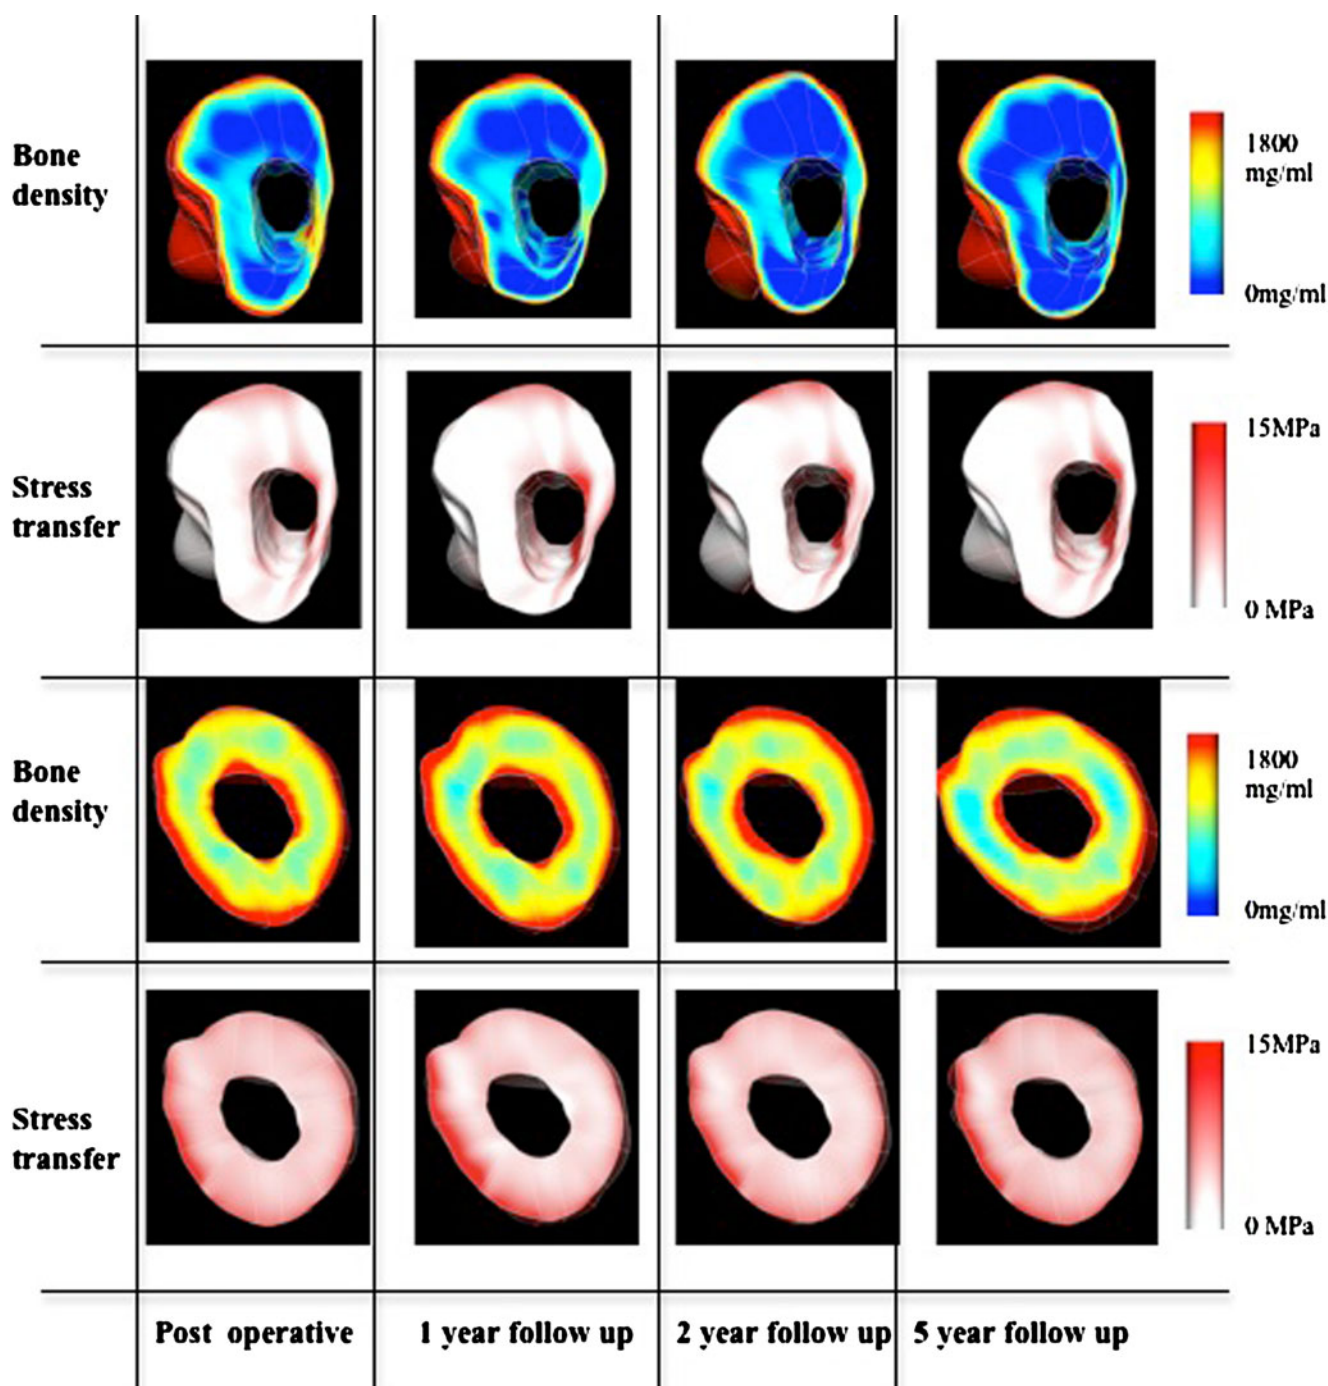 Bone
density
1800
mg/ml
0mg/ml
Stress
transfer
15MPa
0 MPa
Bone
density
1800
mg/ml
0mg/ml
Stress
transfer
15MPa
0 MPa
Post operative
1 year follow up
2 year follow up
5 year follow up